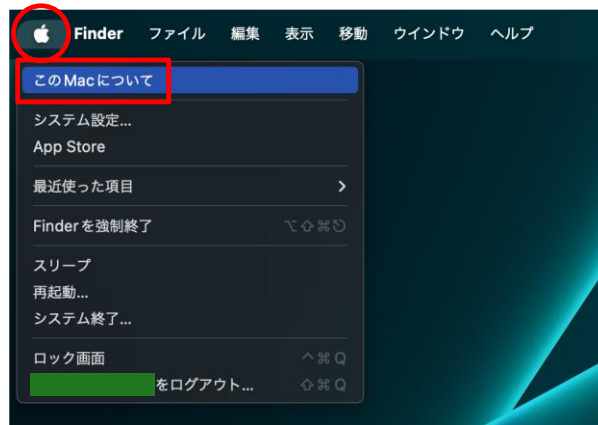 Finder ファイル 編集 表示 移動 ウインドウ ヘルプ
このMacについて
システム設定...
App Store
最近使った項目 >
Finderを強制終了 ⌥⇧⌘⎋
スリープ
再起動...
システム終了...
ロック画面 ^⌘Q
をログアウト... ⇧⌘Q